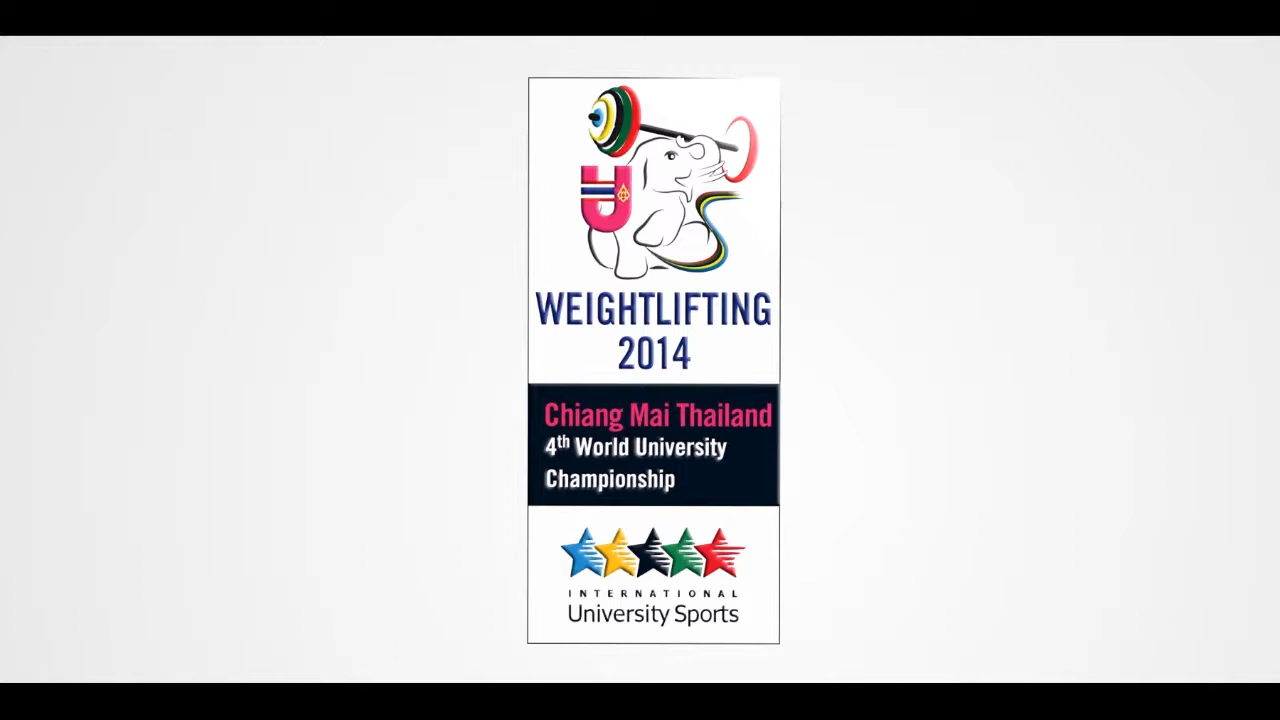 U
WEIGHTLIFTING
2014
Chiang Mai Thailand
4th World University
Championship
INTERNATIONAL
University Sports